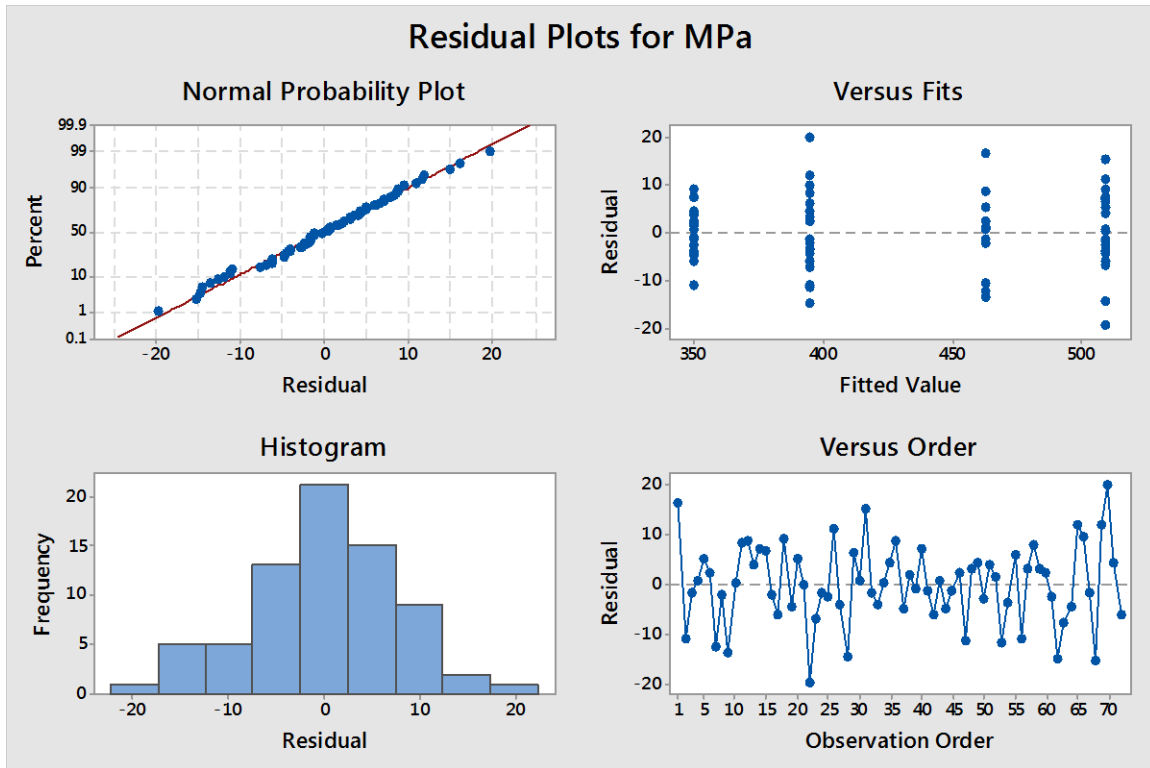 Residual Plots for MPa
Normal Probability Plot
99.9
99
90
50
10
1
0.1
Percent
-20 -10 0 10 20
Residual
Versus Fits
20
10
0
-10
-20
Residual
350 400 450 500
Fitted Value
Histogram
20
15
10
5
0
Frequency
-20 -10 0 10 20
Residual
Versus Order
20
10
0
-10
-20
Residual
1 5 10 15 20 25 30 35 40 45 50 55 60 65 70
Observation Order